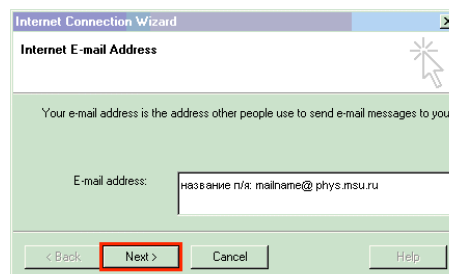 Internet Connection Wizard
Internet E-mail Address
Your e-mail address is the address other people use to send e-mail messages to you
E-mail address:
название п/я: mailname@ phys.msu.ru
< Back Next > Cancel Help